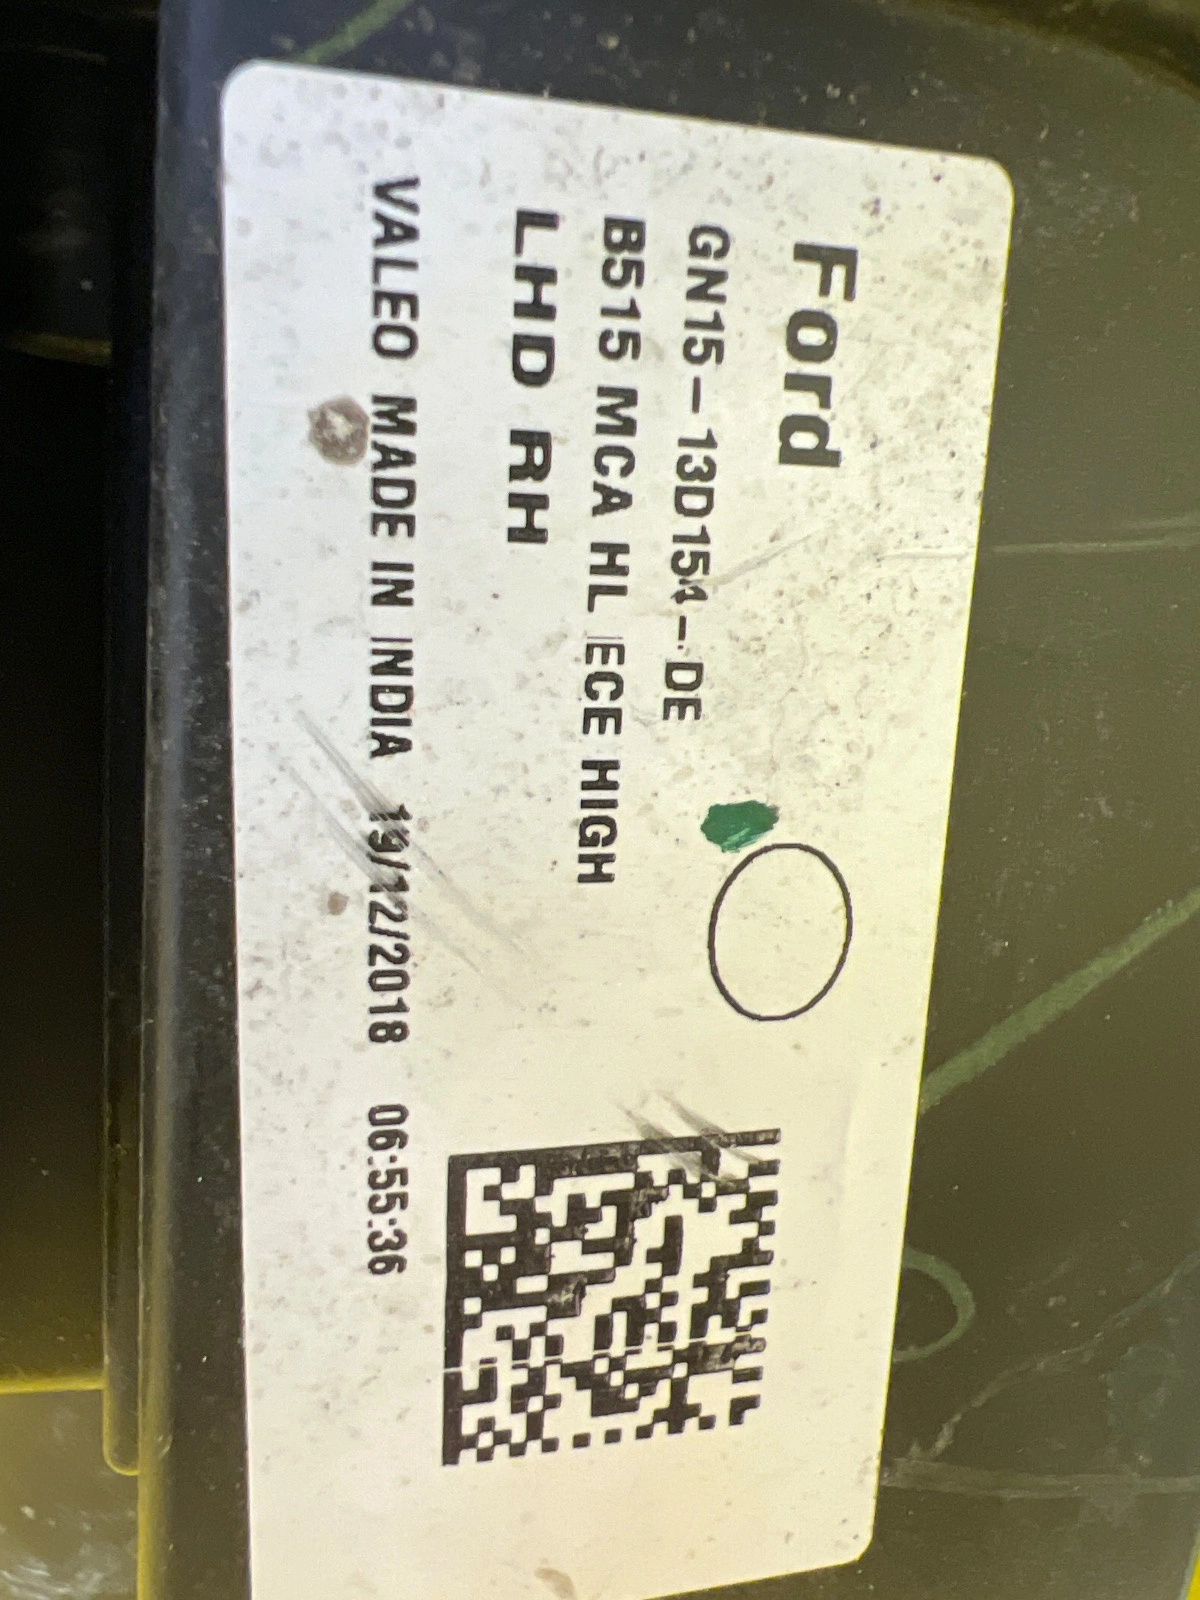 Ford
GN15-13D154-DE
B515 MCA HL ECE HIGH
LHD RH
VALEO MADE IN INDIA 19/12/2018 06:55:36